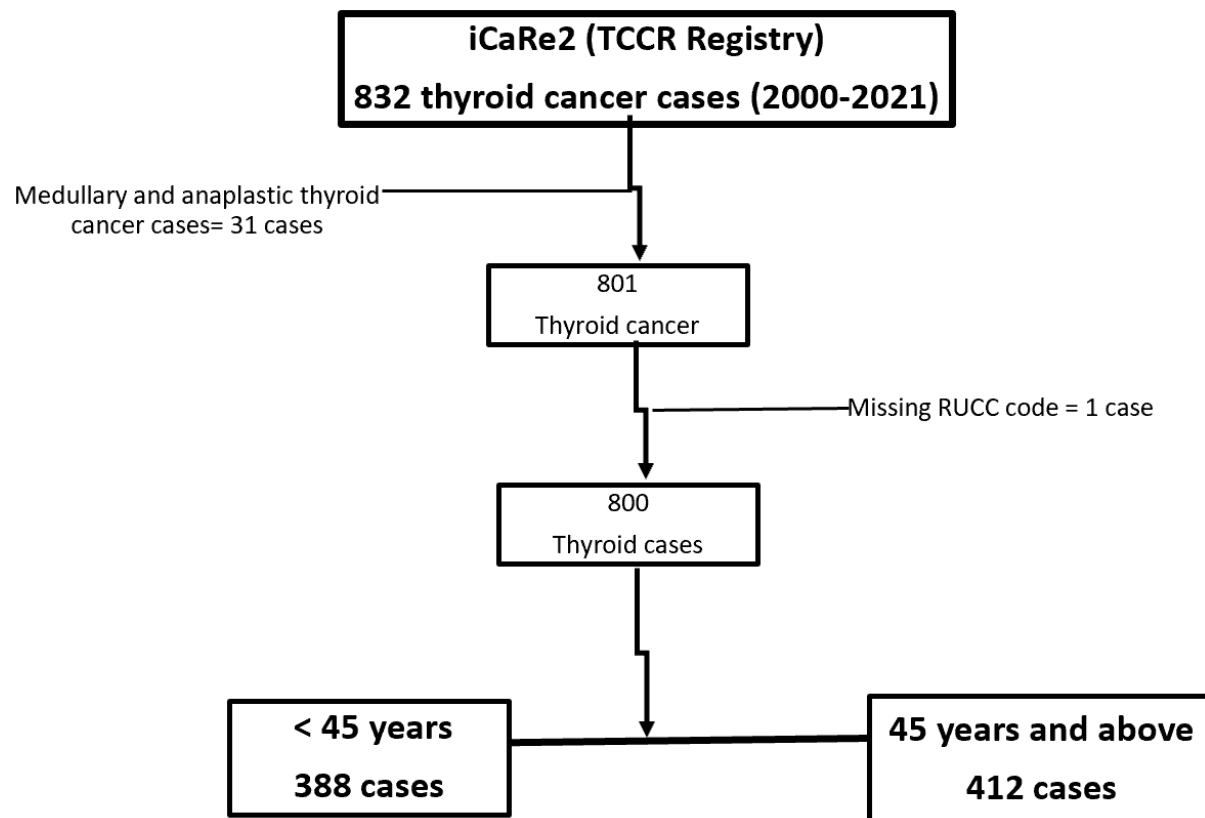 iCaRe2 (TCCR Registry)
832 thyroid cancer cases (2000-2021)
Medullary and anaplastic thyroid
cancer cases= 31 cases
801
Thyroid cancer
Missing RUCC code = 1 case
800
Thyroid cases
< 45 years
388 cases
45 years and above
412 cases